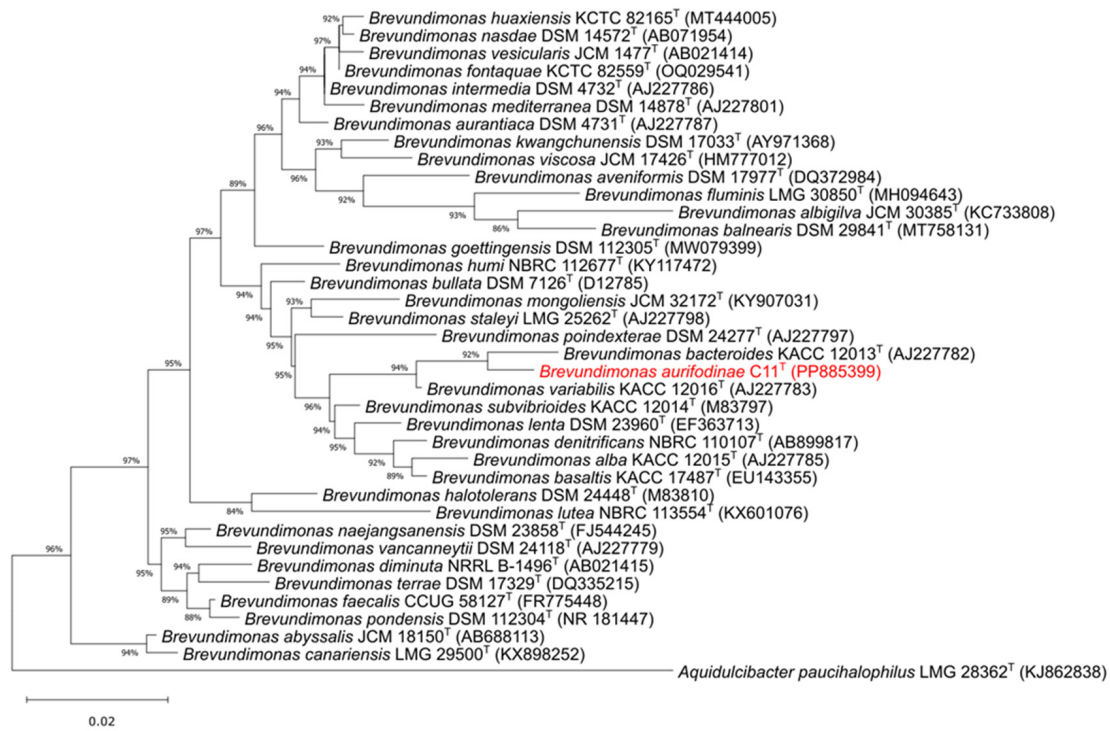 92%
Brevundimonas huaxiensis KCTC 82165ᵀ (MT444005)
Brevundimonas nasdae DSM 14572ᵀ (AB071954)
97%
Brevundimonas vesicularis JCM 1477ᵀ (AB021414)
94%
Brevundimonas fontaquae KCTC 82559ᵀ (OQ029541)
94%
Brevundimonas intermedia DSM 4732ᵀ (AJ227786)
Brevundimonas mediterranea DSM 14878ᵀ (AJ227801)
96%
Brevundimonas aurantiaca DSM 4731ᵀ (AJ227787)
93%
Brevundimonas kwangchunensis DSM 17033ᵀ (AY971368)
Brevundimonas viscosa JCM 17426ᵀ (HM777012)
96%
89%
Brevundimonas aveniformis DSM 17977ᵀ (DQ372984)
92%
Brevundimonas fluminis LMG 30850ᵀ (MH094643)
93%
Brevundimonas albigilva JCM 30385ᵀ (KC733808)
86%
Brevundimonas balnearis DSM 29841ᵀ (MT758131)
97%
Brevundimonas goettingensis DSM 112305ᵀ (MW079399)
Brevundimonas humi NBRC 112677ᵀ (KY117472)
94%
Brevundimonas bullata DSM 7126ᵀ (D12785)
93%
Brevundimonas mongoliensis JCM 32172ᵀ (KY907031)
94%
Brevundimonas staleyi LMG 25262ᵀ (AJ227798)
95%
Brevundimonas poindexterae DSM 24277ᵀ (AJ227797)
92%
Brevundimonas bacteroides KACC 12013ᵀ (AJ227782)
95%
95%
94%
Brevundimonas aurifodinae C11ᵀ (PP885399)
Brevundimonas variabilis KACC 12016ᵀ (AJ227783)
96%
Brevundimonas subvibrioides KACC 12014ᵀ (M83797)
94%
Brevundimonas lenta DSM 23960ᵀ (EF363713)
95%
Brevundimonas denitrificans NBRC 110107ᵀ (AB899817)
92%
Brevundimonas alba KACC 12015ᵀ (AJ227785)
89%
Brevundimonas basaltis KACC 17487ᵀ (EU143355)
97%
Brevundimonas halotolerans DSM 24448ᵀ (M83810)
84%
Brevundimonas lutea NBRC 113554ᵀ (KX601076)
95%
Brevundimonas naejangsanensis DSM 23858ᵀ (FJ544245)
96%
Brevundimonas vancanneytii DSM 24118ᵀ (AJ227779)
95%
94%
Brevundimonas diminuta NRRL B-1496ᵀ (AB021415)
Brevundimonas terrae DSM 17329ᵀ (DQ335215)
89%
Brevundimonas faecalis CCUG 58127ᵀ (FR775448)
88%
Brevundimonas pondensis DSM 112304ᵀ (NR 181447)
Brevundimonas abyssalis JCM 18150ᵀ (AB688113)
94%
Brevundimonas canariensis LMG 29500ᵀ (KX898252)
Aquidulcibacter paucihalophilus LMG 28362ᵀ (KJ862838)
0.02